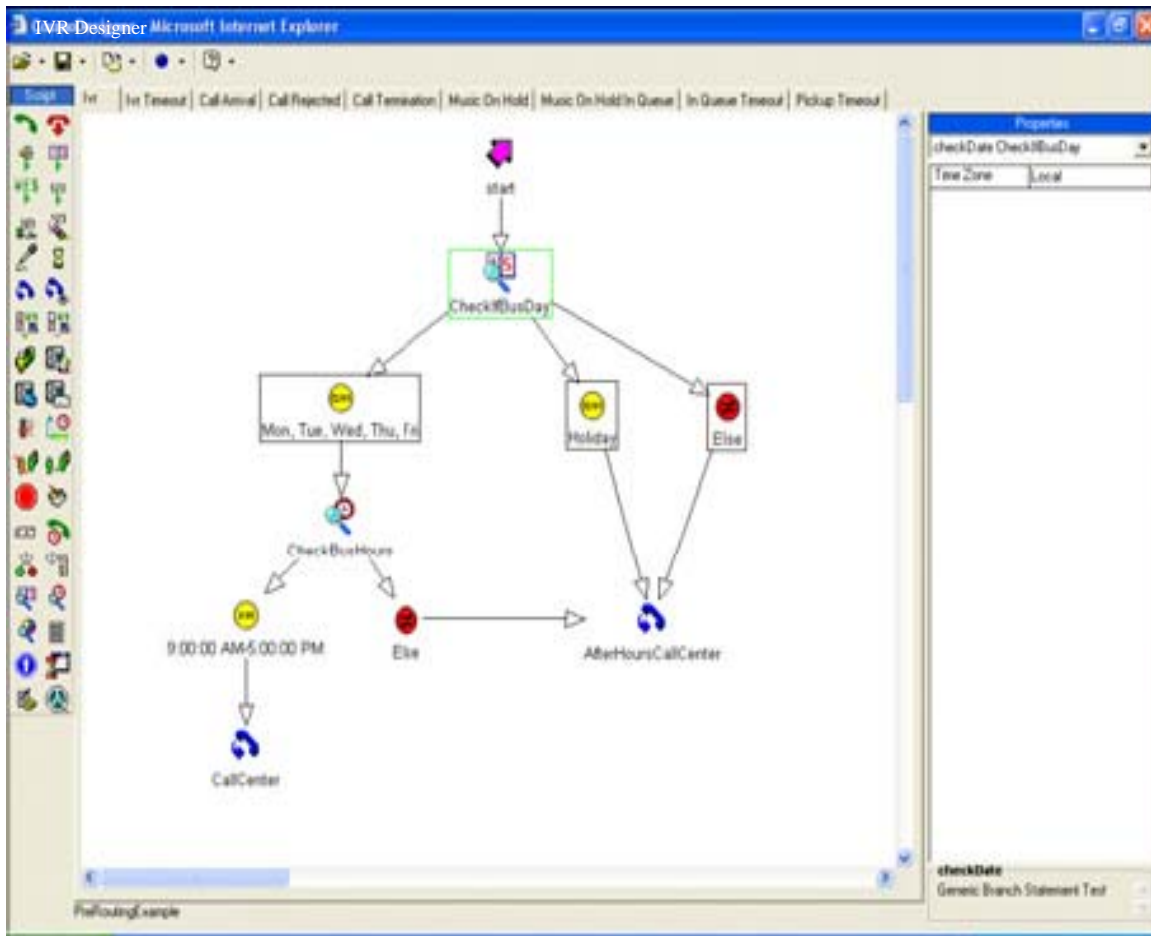 IVR Designer Microsoft Internet Explorer
Script
Ivr Ivr Timeout Call Arrival Call Rejected Call Termination Music On Hold Music On Hold In Queue In Queue Timeout Pickup Timeout
Properties
checkDate CheckIfBusDay
Time Zone Local
start
CheckIfBusDay
Mon, Tue, Wed, Thu, Fri
Holiday
Else
CheckBusHours
9:00:00 AM-5:00:00 PM
Else
AfterHoursCallCenter
CallCenter
checkDate
Generic Branch Statement Test
PreRoutingExample